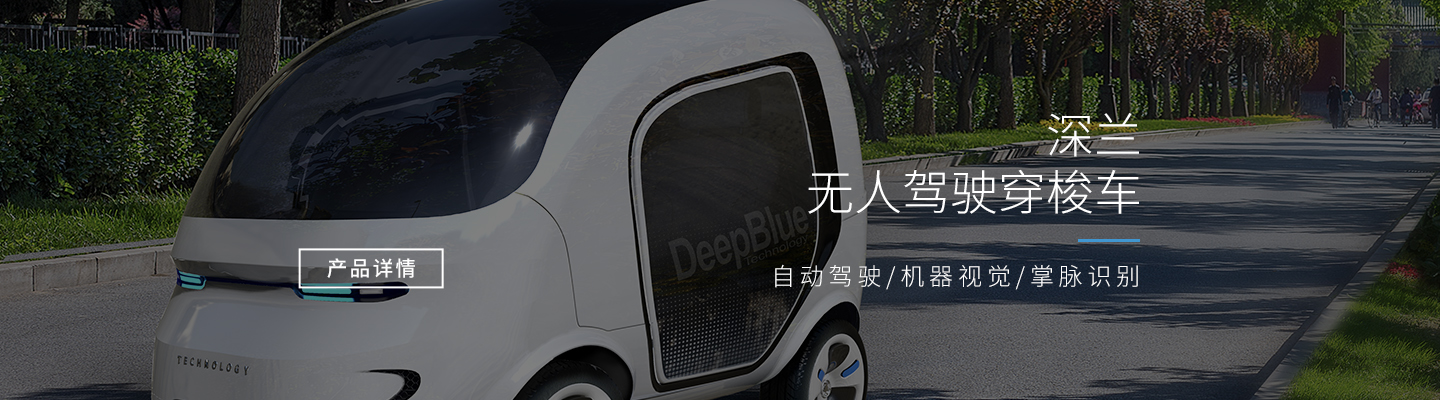 深兰
无人驾驶穿梭车
自动驾驶/机器视觉/掌脉识别
产品详情
DeepBlue
Technology
TECHNOLOGY